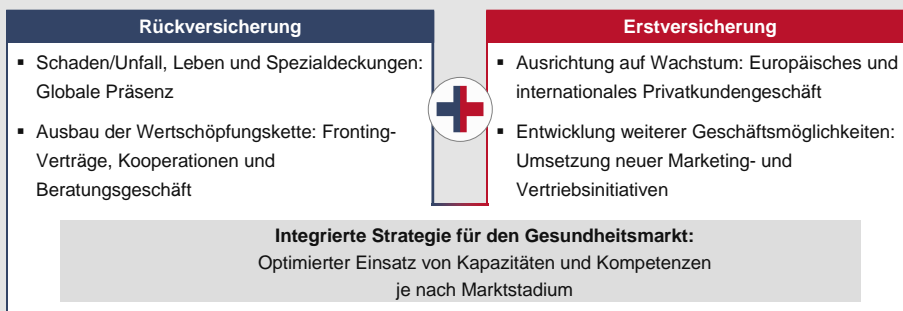 Rückversicherung
▪ Schaden/Unfall, Leben und Spezialdeckungen:
Globale Präsenz
▪ Ausbau der Wertschöpfungskette: Fronting-
Verträge, Kooperationen und
Beratungsgeschäft
Erstversicherung
▪ Ausrichtung auf Wachstum: Europäisches und
internationales Privatkundengeschäft
▪ Entwicklung weiterer Geschäftsmöglichkeiten:
Umsetzung neuer Marketing- und
Vertriebsinitiativen
Integrierte Strategie für den Gesundheitsmarkt:
Optimierter Einsatz von Kapazitäten und Kompetenzen
je nach Marktstadium